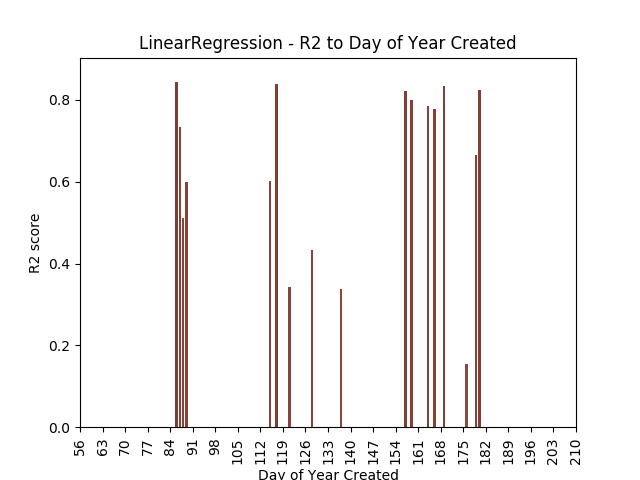 LinearRegression - R2 to Day of Year Created
R2 score
0.8
0.6
0.4
0.2
0.0
56 63 70 77 84 91 98 105 112 119 126 133 140 147 154 161 168 175 182 189 196 203 210
Day of Year Created